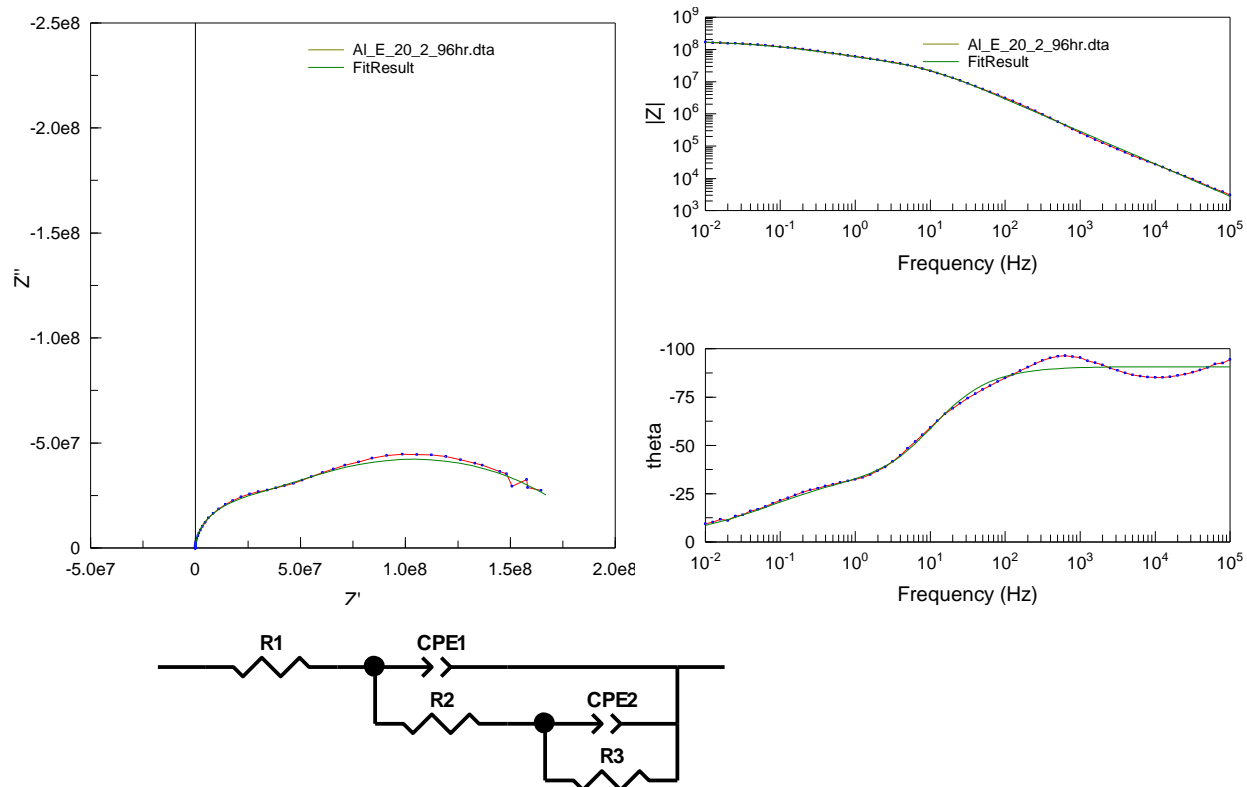 -2.5e8
-2.0e8
-1.5e8
-1.0e8
-5.0e7
0
Z''
Al_E_20_2_96hr.dta
FitResult
-5.0e7 0 5.0e7 1.0e8 1.5e8 2.0e8
Z'
10^9
10^8
10^7
10^6
10^5
10^4
10^3
|Z|
Al_E_20_2_96hr.dta
FitResult
10^-2 10^-1 10^0 10^1 10^2 10^3 10^4 10^5
Frequency (Hz)
-100
-75
-50
-25
0
theta
10^-2 10^-1 10^0 10^1 10^2 10^3 10^4 10^5
Frequency (Hz)
R1 CPE1
R2 CPE2
R3